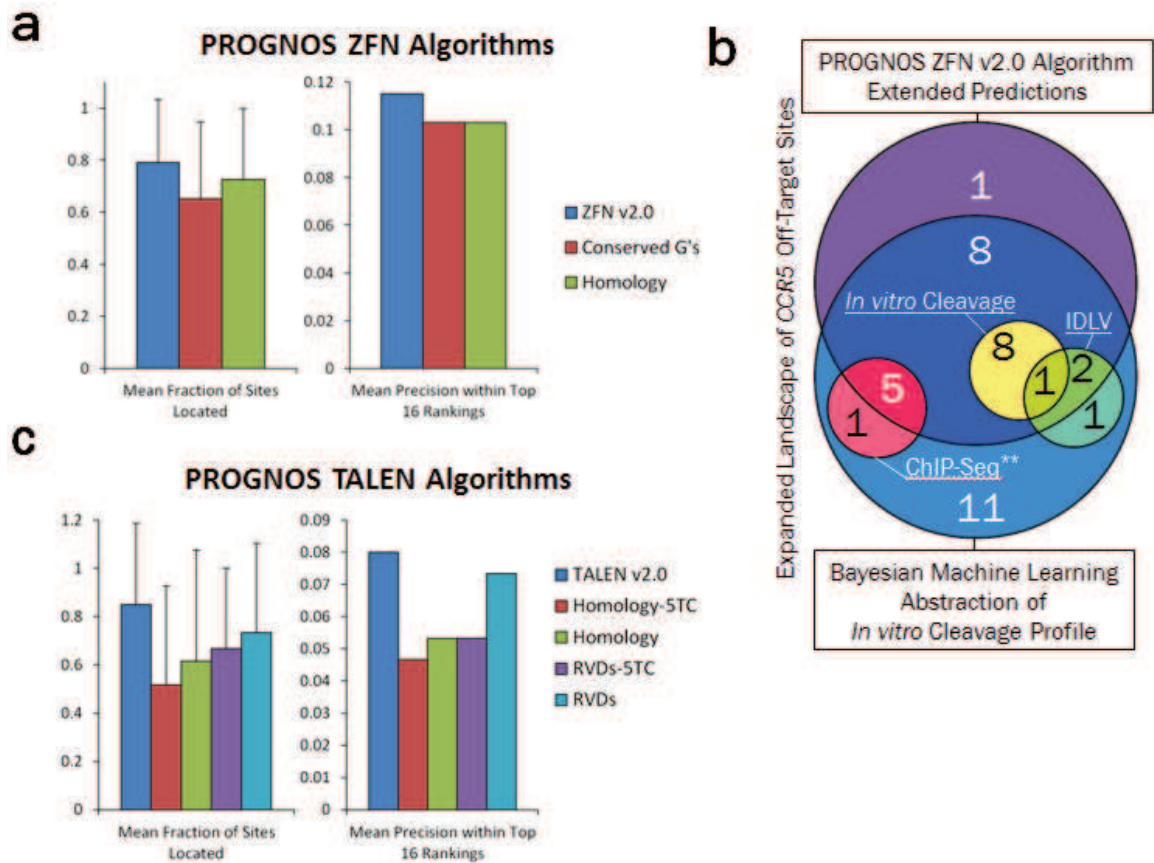 a
PROGNOS ZFN Algorithms
1
0.8
0.6
0.4
0.2
0
Mean Fraction of Sites
Located
0.12
0.1
0.08
0.06
0.04
0.02
0
Mean Precision within Top
16 Rankings
ZFN v2.0
Conserved G's
Homology
b
PROGNOS ZFN v2.0 Algorithm
Extended Predictions
Expanded Landscape of CCR5 Off-Target Sites
1
8
In vitro Cleavage
IDLV
8
1
2
1
5
1
ChIP-Seq**
11
Bayesian Machine Learning
Abstraction of
In vitro Cleavage Profile
c
PROGNOS TALEN Algorithms
1.2
1
0.8
0.6
0.4
0.2
0
Mean Fraction of Sites
Located
0.09
0.08
0.07
0.06
0.05
0.04
0.03
0.02
0.01
0
Mean Precision within Top
16 Rankings
TALEN v2.0
Homology-5TC
Homology
RVDs-5TC
RVDs